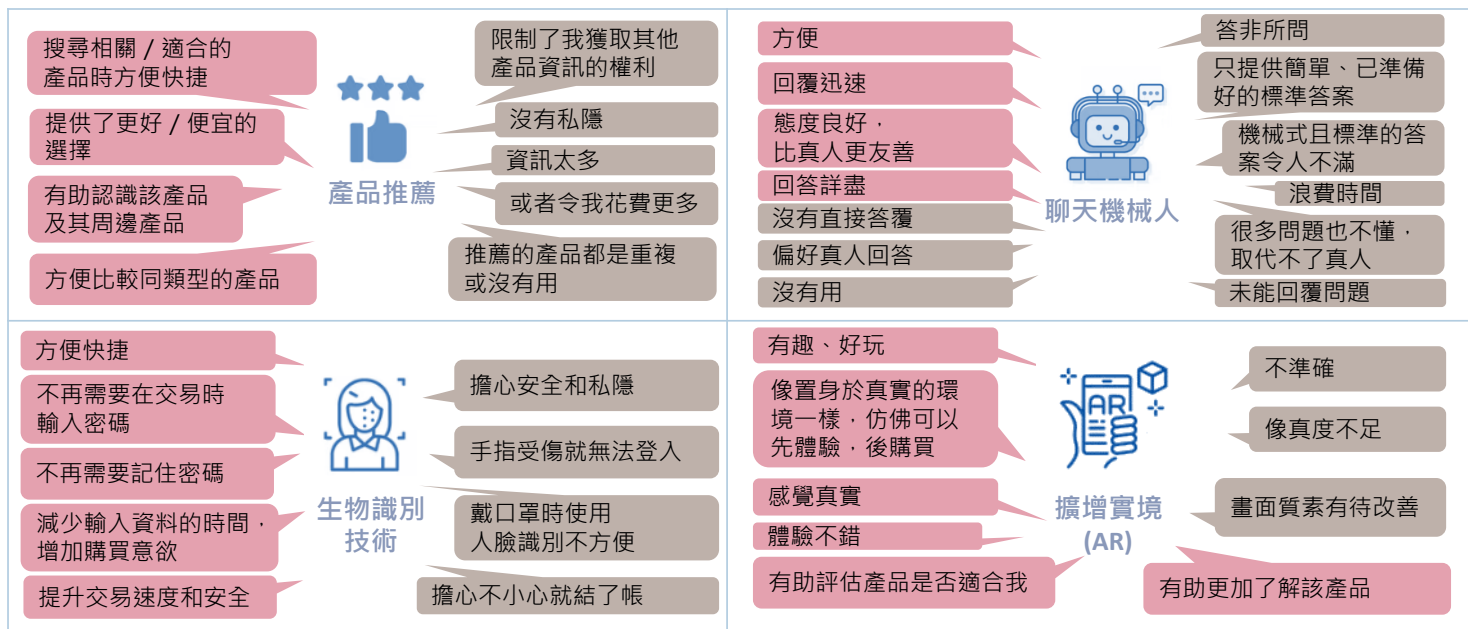 搜尋相關 / 適合的
產品時方便快捷
提供了更好 / 便宜的
選擇
有助認識該產品
及其周邊產品
方便比較同類型的產品
產品推薦
限制了我獲取其他
產品資訊的權利
沒有私隱
資訊太多
或者令我花費更多
推薦的產品都是重複
或沒有用
方便
回覆迅速
態度良好，
比真人更友善
回答詳盡
沒有直接答覆
偏好真人回答
沒有用
聊天機械人
答非所問
只提供簡單、已準備
好的標準答案
機械式且標準的答
案令人不滿
浪費時間
很多問題也不懂，
取代不了真人
未能回覆問題
方便快捷
不再需要在交易時
輸入密碼
不再需要記住密碼
減少輸入資料的時間，
增加購買意欲
提升交易速度和安全
生物識別
技術
擔心安全和私隱
手指受傷就無法登入
戴口罩時使用
人臉識別不方便
擔心不小心就結了帳
有趣、好玩
像置身於真實的環
境一樣，仿佛可以
先體驗，後購買
感覺真實
體驗不錯
有助評估產品是否適合我
AR
擴增實境
(AR)
不準確
像真度不足
畫面質素有待改善
有助更加了解該產品